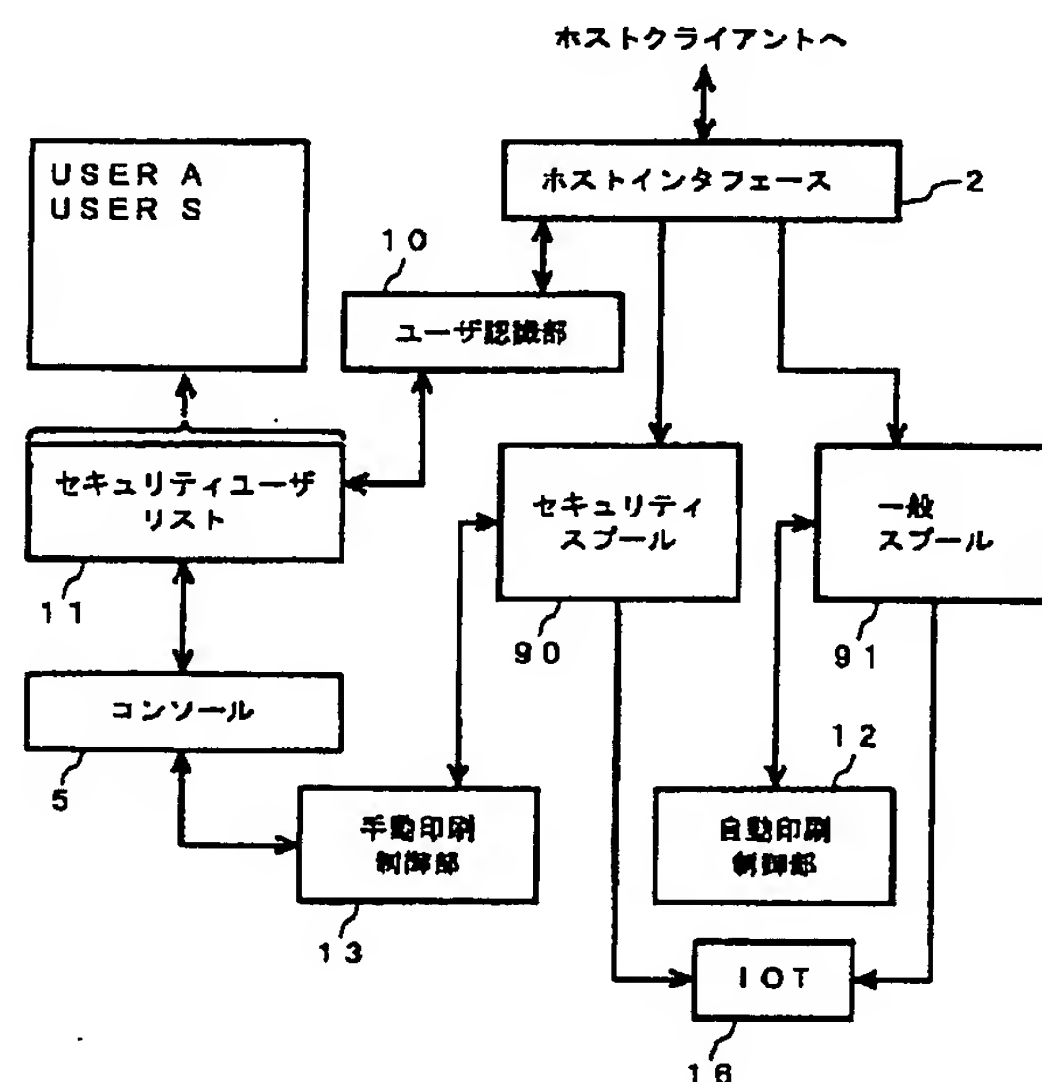 ホストクライアントへ
USER A
USER S
ホストインタフェース
2
10
ユーザ認識部
セキュリティユーザ
リスト
11
セキュリティ
スプール
90
一般
スプール
91
コンソール
5
12
手動印刷
制御部
13
自動印刷
制御部
IOT
16